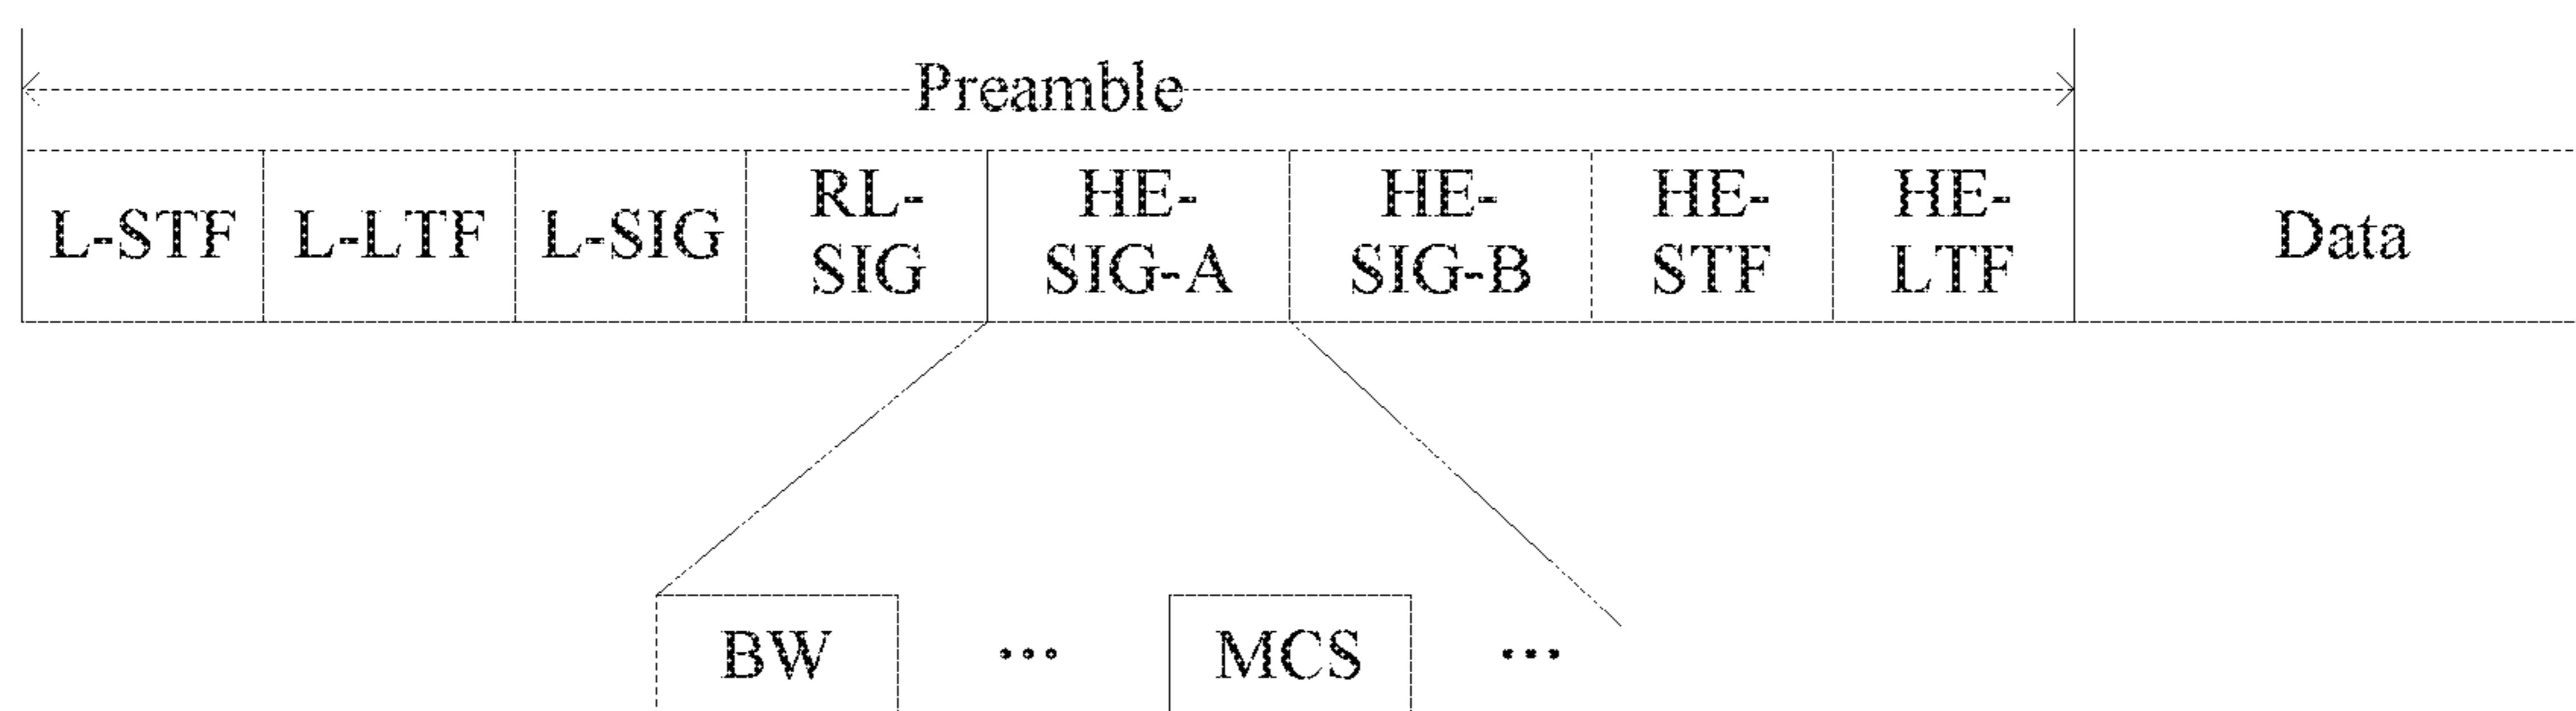 Preamble
L-STF
L-LTF
L-SIG
RL-
SIG
HE-
SIG-A
HE-
SIG-B
HE-
STF
HE-
LTF
Data
BW
...
MCS
...